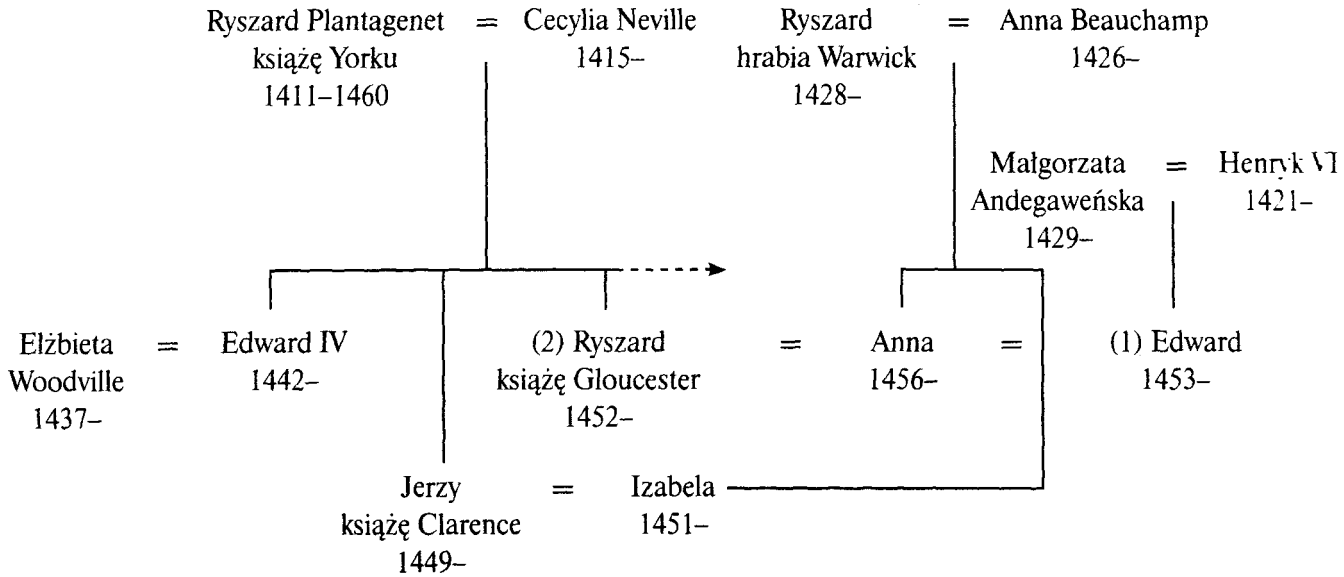 Ryszard Plantagenet = Cecylia Neville Ryszard = Anna Beauchamp
książę Yorku 1415– hrabia Warwick 1426–
1411–1460 1428–
Małgorzata = Henryk VI
Andegaweńska 1421–
1429–
Elżbieta = Edward IV (2) Ryszard = Anna = (1) Edward
Woodville 1442– książę Gloucester 1456– 1453–
1437– 1452–
Jerzy = Izabela
książę Clarence 1451–
1449–